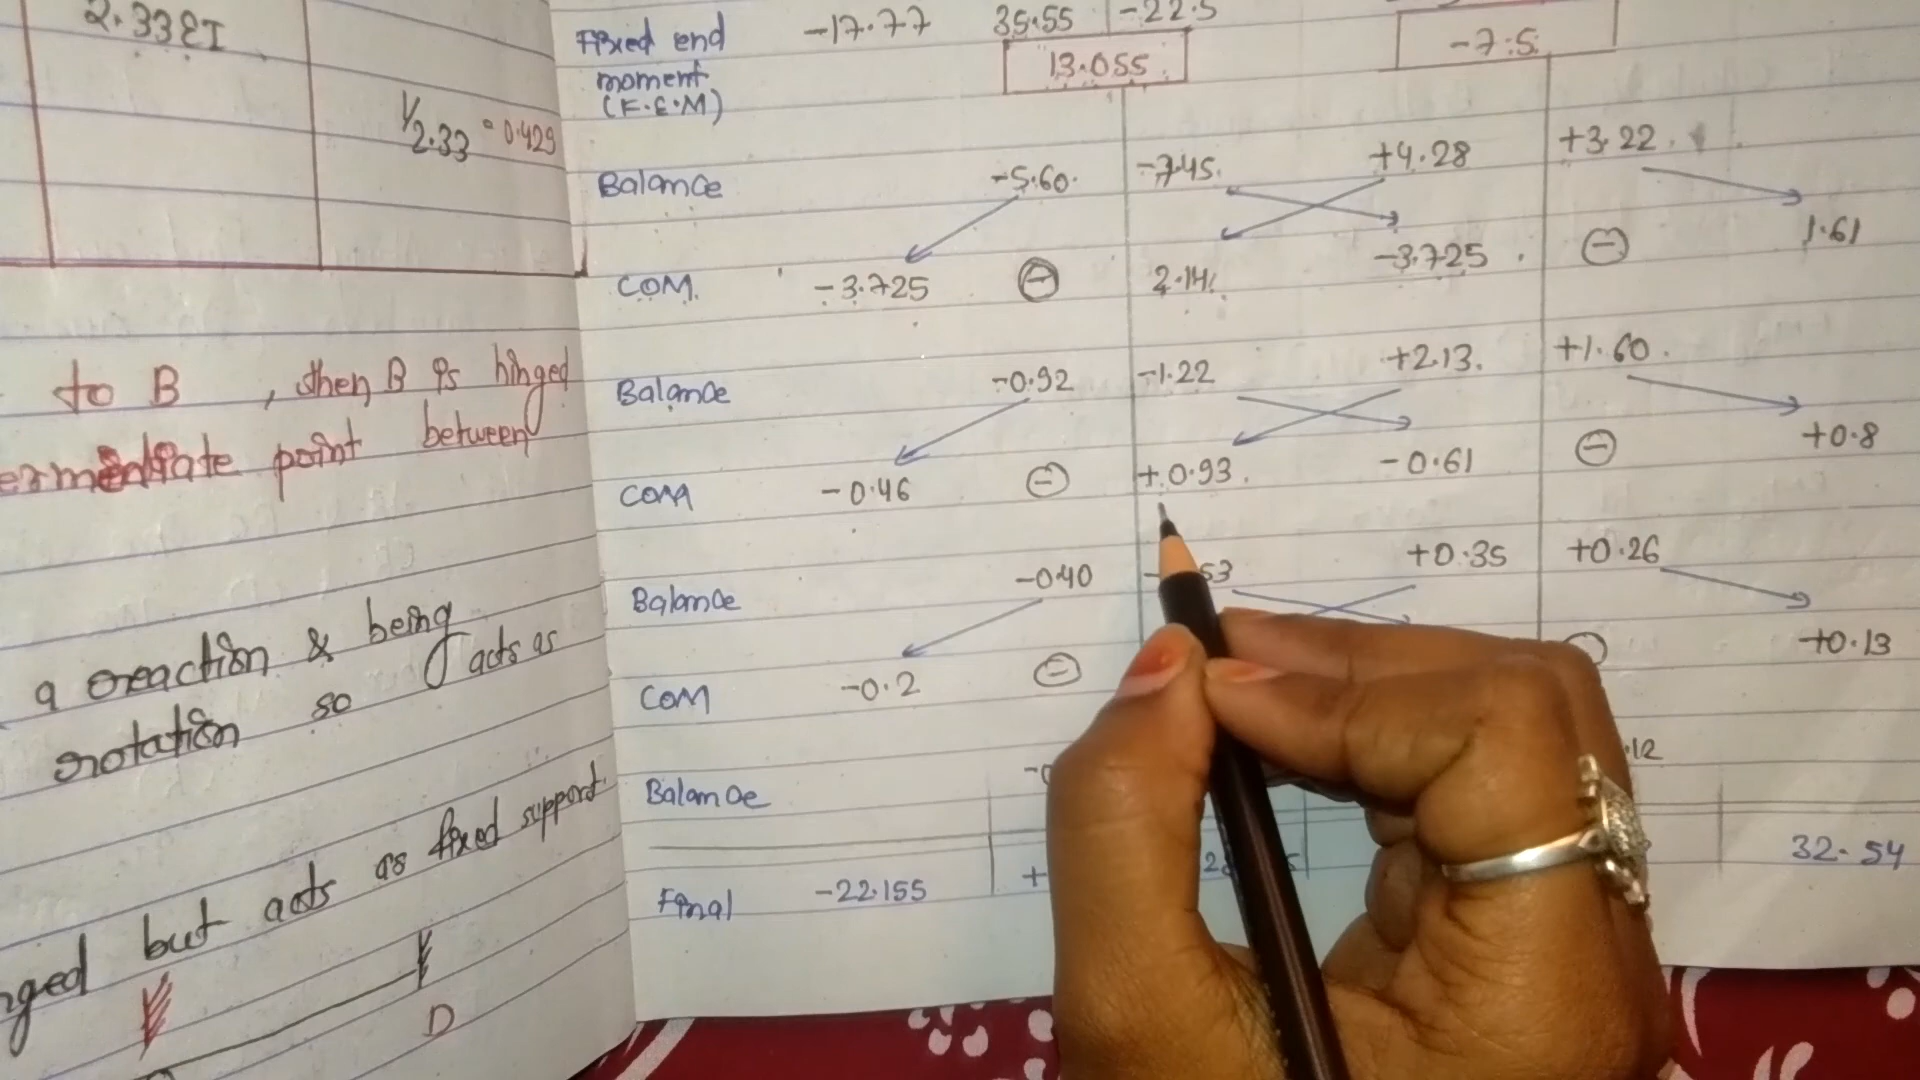 2.33EI
1/2.33 = 0.429
to B , then B is hinged
point between
a reaction & being
rotation so acts as
but acts as fixed support.
D
Fixed end -17.77 35.55 -22.5
moment 13.055 -7.5
(F.E.M)
Balance -5.60 -7.45 +4.28 +3.22
COM. -3.725 - 2.14 -3.725 - 1.61
Balance -0.92 -1.22 +2.13 +1.60
COM -0.46 - +0.93 -0.61 - +0.8
Balance -0.40 +0.35 +0.26
COM -0.2 - +0.13
Balance
Final -22.155 32.54